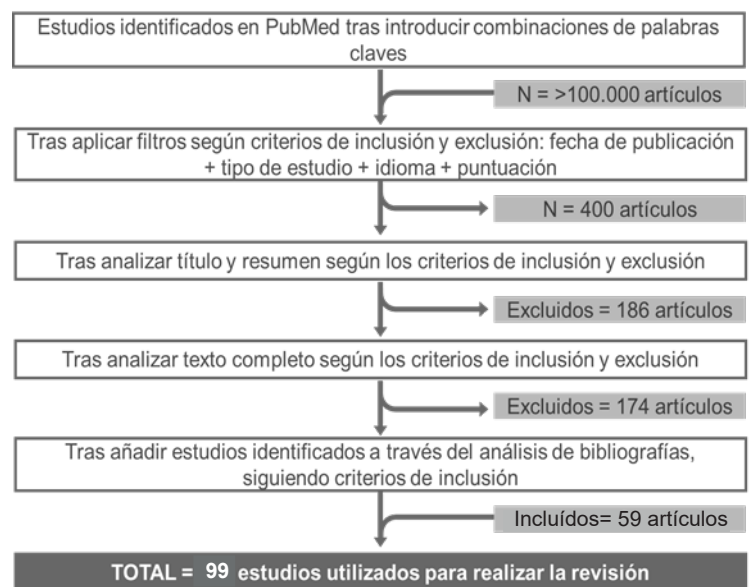 Estudios identificados en PubMed tras introducir combinaciones de palabras
claves
N = >100.000 artículos
Tras aplicar filtros según criterios de inclusión y exclusión: fecha de publicación
+ tipo de estudio + idioma + puntuación
N = 400 artículos
Tras analizar título y resumen según los criterios de inclusión y exclusión
Excluidos = 186 artículos
Tras analizar texto completo según los criterios de inclusión y exclusión
Excluidos = 174 artículos
Tras añadir estudios identificados a través del análisis de bibliografías,
siguiendo criterios de inclusión
Incluídos= 59 artículos
TOTAL = 99 estudios utilizados para realizar la revisión